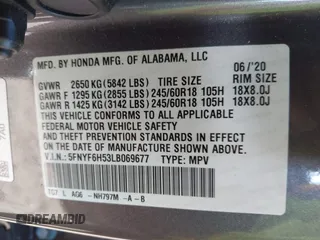 MFD. BY HONDA MFG. OF ALABAMA, LLC 06/'20
GVWR 2650 KG (5842 LBS) TIRE SIZE RIM SIZE
GAWR F 1295 KG (2855 LBS) 245/60R18 105H 18X8.0J
GAWR R 1425 KG (3142 LBS) 245/60R18 105H 18X8.0J
THIS VEHICLE CONFORMS TO ALL APPLICABLE
FEDERAL MOTOR VEHICLE SAFETY AND
THEFT PREVENTION STANDARDS IN EFFECT
ON THE DATE OF MANUFACTURE SHOWN ABOVE.
V.I.N.: 5FNYF6H53LB069677 TYPE: MPV
L -NH797M -A -B
BIDFAX.INFO